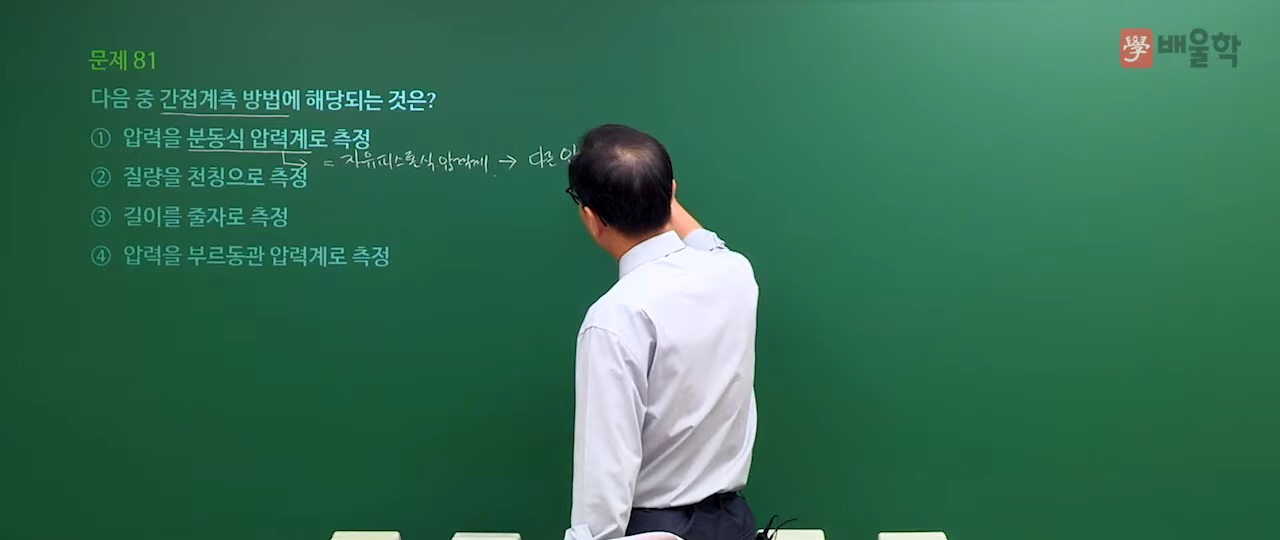 學 배울학
문제 81
다음 중 간접계측 방법에 해당되는 것은?
① 압력을 분동식 압력계로 측정
= 자유피스톤식압력계. → 다른
② 질량을 천칭으로 측정
③ 길이를 줄자로 측정
④ 압력을 부르동관 압력계로 측정